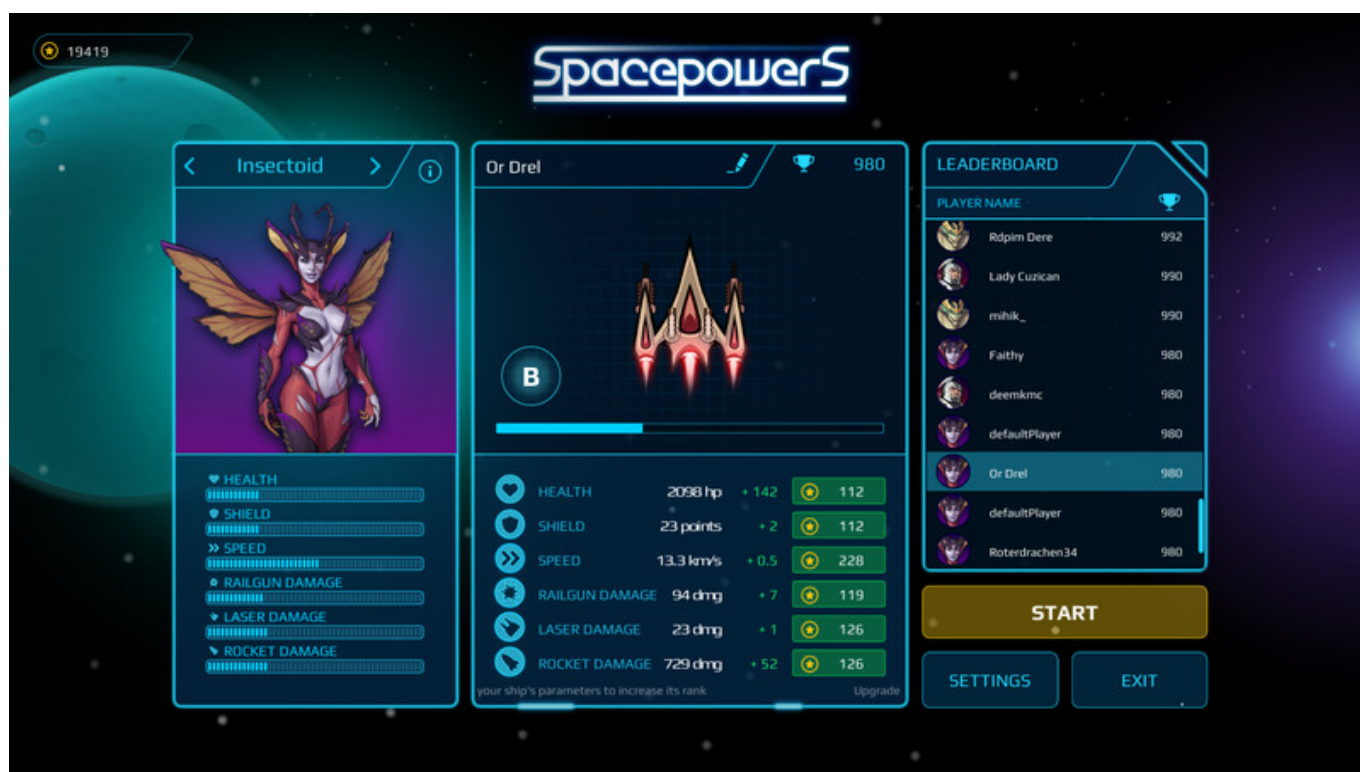 19419
SpacepowerS
Insectoid
HEALTH
SHIELD
SPEED
RAILGUN DAMAGE
LASER DAMAGE
ROCKET DAMAGE
Or Drel 980
B
HEALTH 2098 hp + 142 112
SHIELD 23 points + 2 112
SPEED 13.3 km/s + 0.5 228
RAILGUN DAMAGE 94 dmg + 7 119
LASER DAMAGE 23 dmg + 1 126
ROCKET DAMAGE 729 dmg + 52 126
your ship's parameters to increase its rank Upgrade
LEADERBOARD
PLAYER NAME
Rdpim Dere 992
Lady Cuzican 990
mihik_ 990
Faithy 980
deemkmc 980
defaultPlayer 980
Or Drel 980
defaultPlayer 980
Roterdrachen34 980
START
SETTINGS EXIT